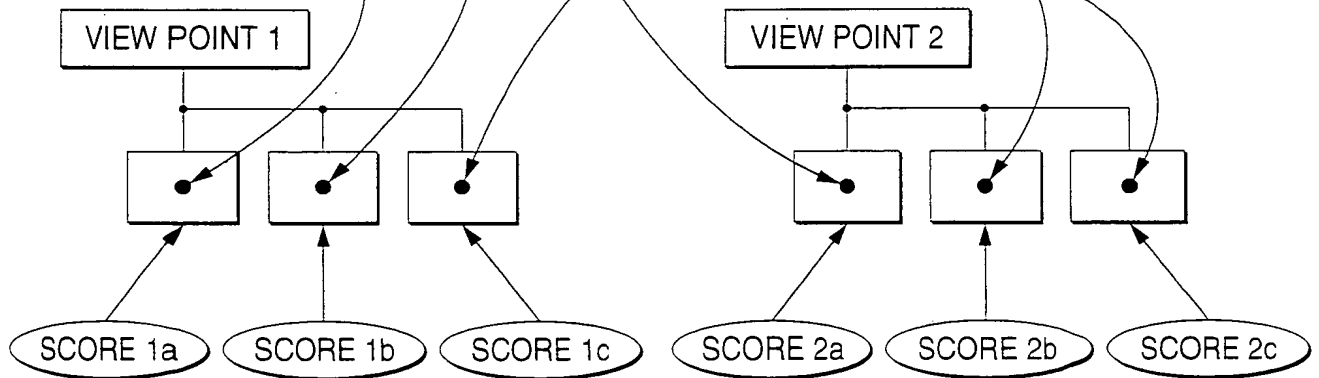 VIEW POINT 1 VIEW POINT 2
SCORE 1a SCORE 1b SCORE 1c SCORE 2a SCORE 2b SCORE 2c